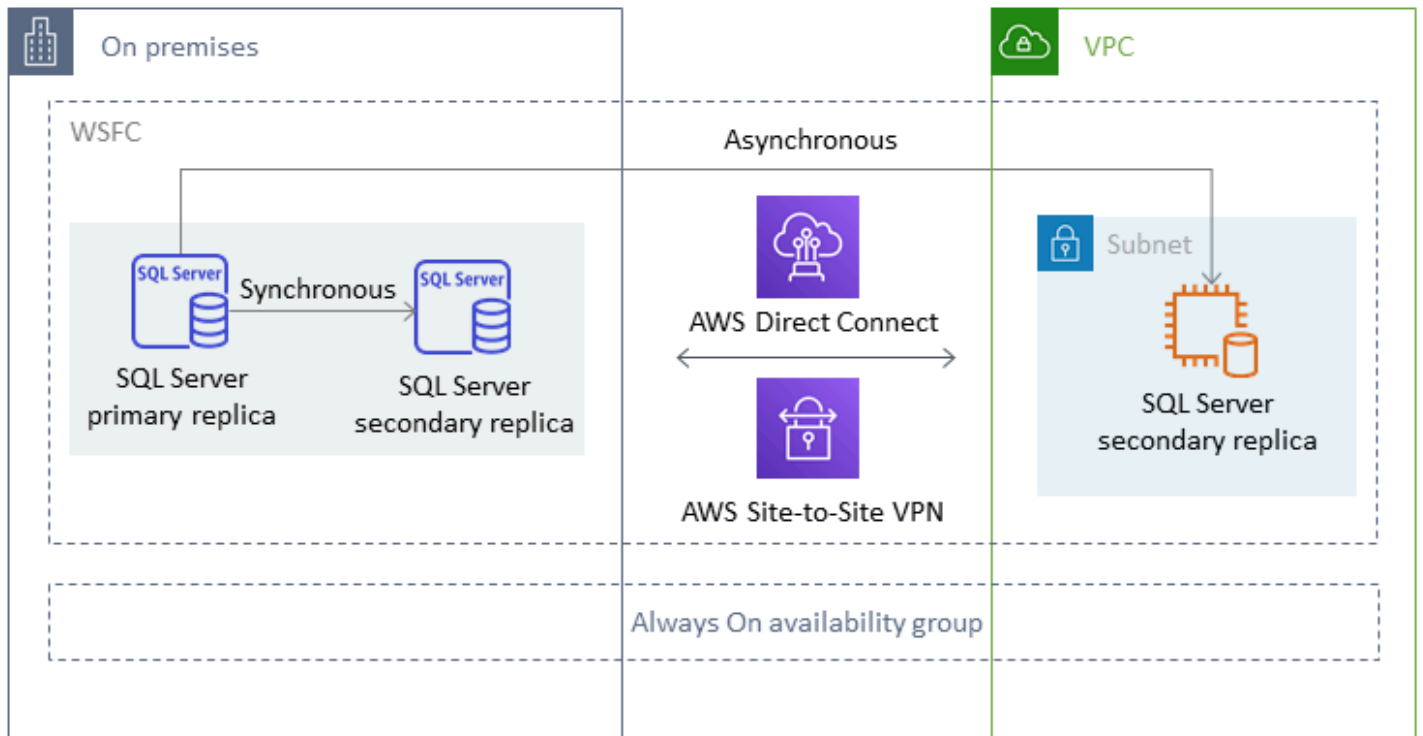 On premises
VPC
WSFC
Asynchronous
Subnet
SQL Server
Synchronous
SQL Server
AWS Direct Connect
SQL Server
primary replica
SQL Server
secondary replica
SQL Server
secondary replica
AWS Site-to-Site VPN
Always On availability group